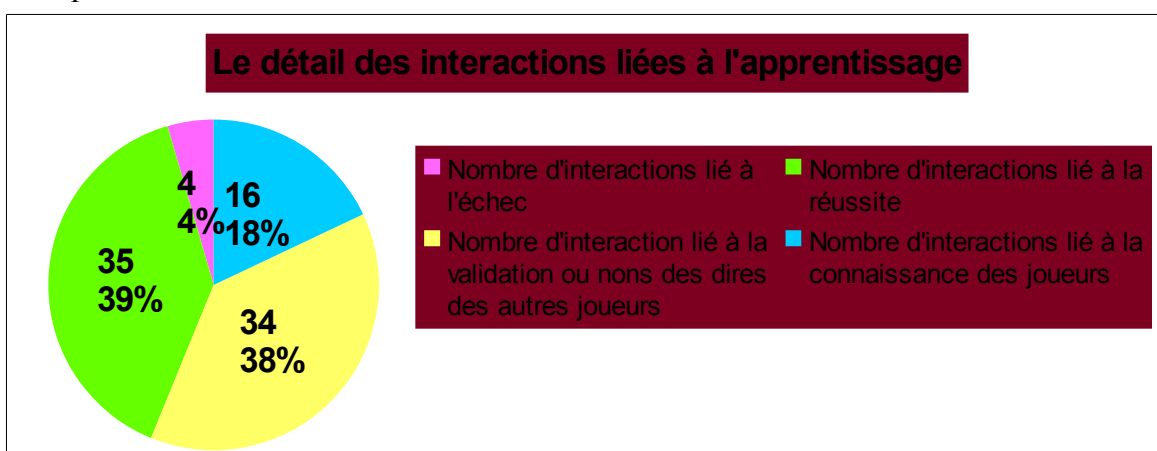 Le détail des interactions liées à l'apprentissage
4
4%
16
18%
35
39%
34
38%
Nombre d'interactions lié à
l'échec
Nombre d'interactions lié à la
réussite
Nombre d'interaction lié à la
validation ou nons des dires
des autres joueurs
Nombre d'interactions lié à la
connaissance des joueurs